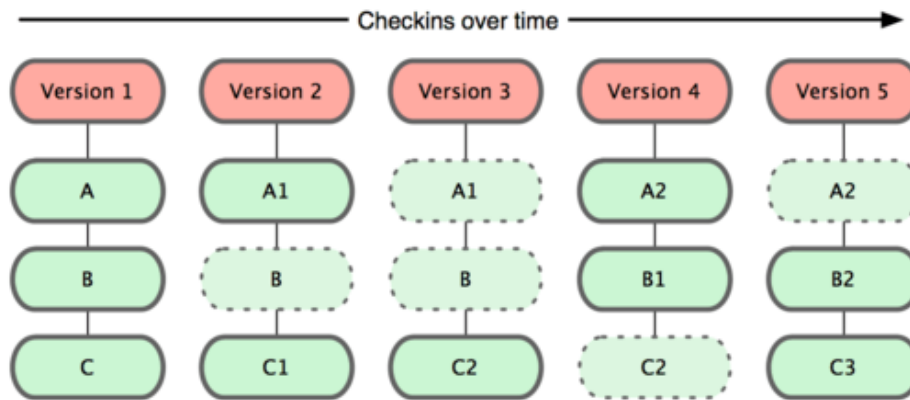 Checkins over time
Version 1 Version 2 Version 3 Version 4 Version 5
A A1 A1 A2 A2
B B B B1 B2
C C1 C2 C2 C3